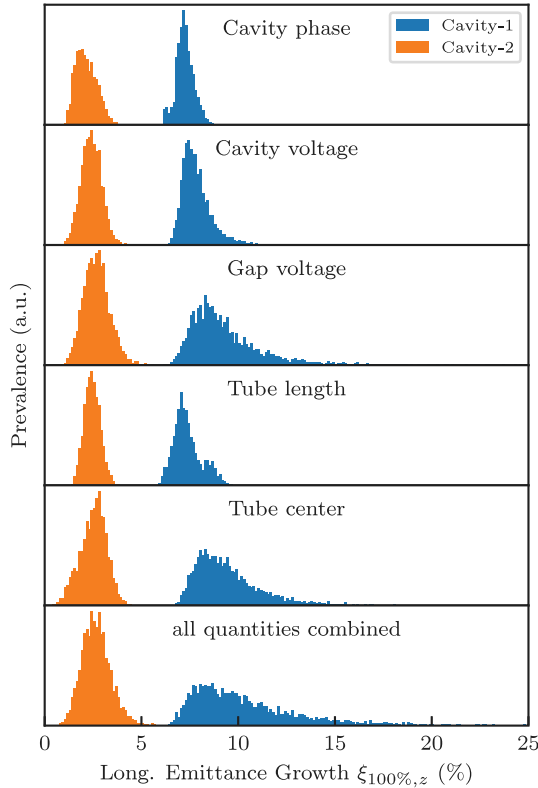 Cavity phase
Cavity-1
Cavity-2
Cavity voltage
Gap voltage
Tube length
Tube center
all quantities combined
Prevalence (a.u.)
0 5 10 15 20 25
Long. Emittance Growth ξ100%,z (%)